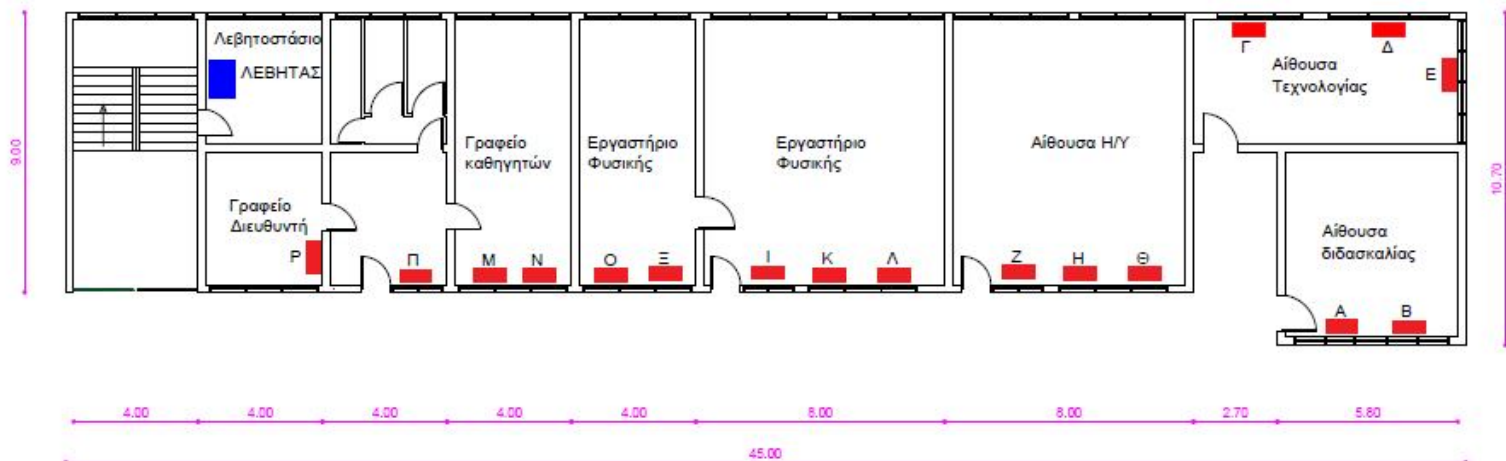 Λεβητοστάσιο
ΛΕΒΗΤΑΣ
Γ
Δ
Αίθουσα
Τεχνολογίας
Ε
Γραφείο
καθηγητών
Εργαστήριο
Φυσικής
Εργαστήριο
Φυσικής
Αίθουσα Η/Υ
9.00
10.70
Γραφείο
Διευθυντή
Ρ
Αίθουσα
διδασκαλίας
Π
Μ
Ν
Ο
Ξ
Ι
Κ
Λ
Ζ
Η
Θ
Α
Β
4.00
4.00
4.00
4.00
4.00
8.00
8.00
2.70
5.80
45.00